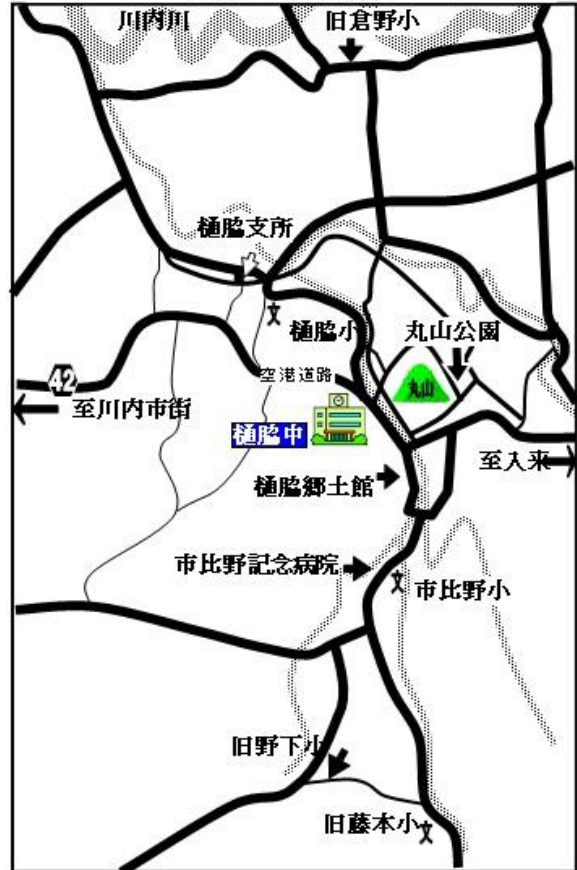 川内川
旧倉野小
樋脇支所
樋脇小
丸山公園
空港道路
丸山
42
至川内市街
樋脇中
至入来
樋脇郷土館
市比野記念病院
市比野小
旧野下小
旧藤本小